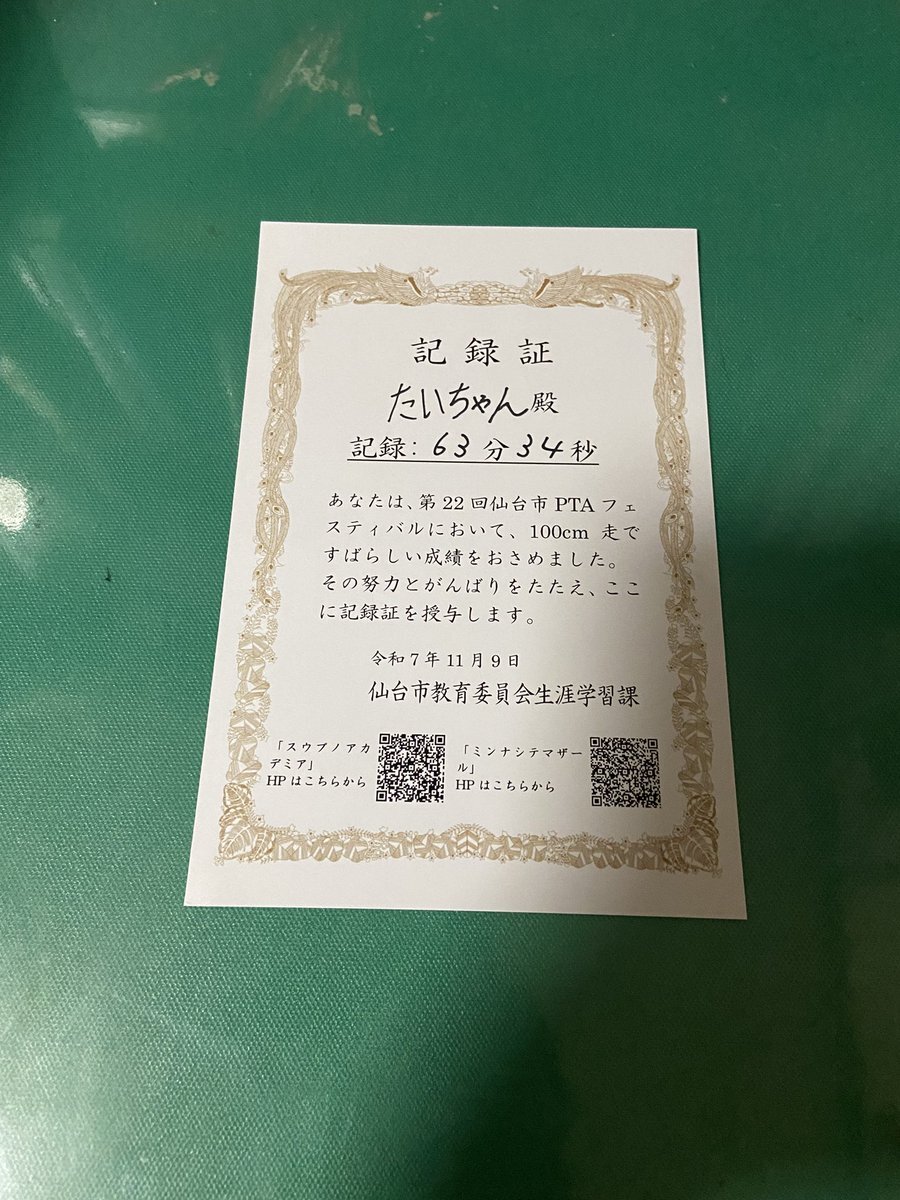 記録証
たいちゃん殿
記録：63分34秒
あなたは、第22回仙台市PTAフェ
スティバルにおいて、100cm 走で
すばらしい成績をおさめました。
その努力とがんばりをたたえ、ここ
に記録証を授与します。
令和7年11月9日
仙台市教育委員会生涯学習課
「スウプノアカ
デミア」
HPはこちらから
「ミンナシテマザー
ル」
HPはこちらから